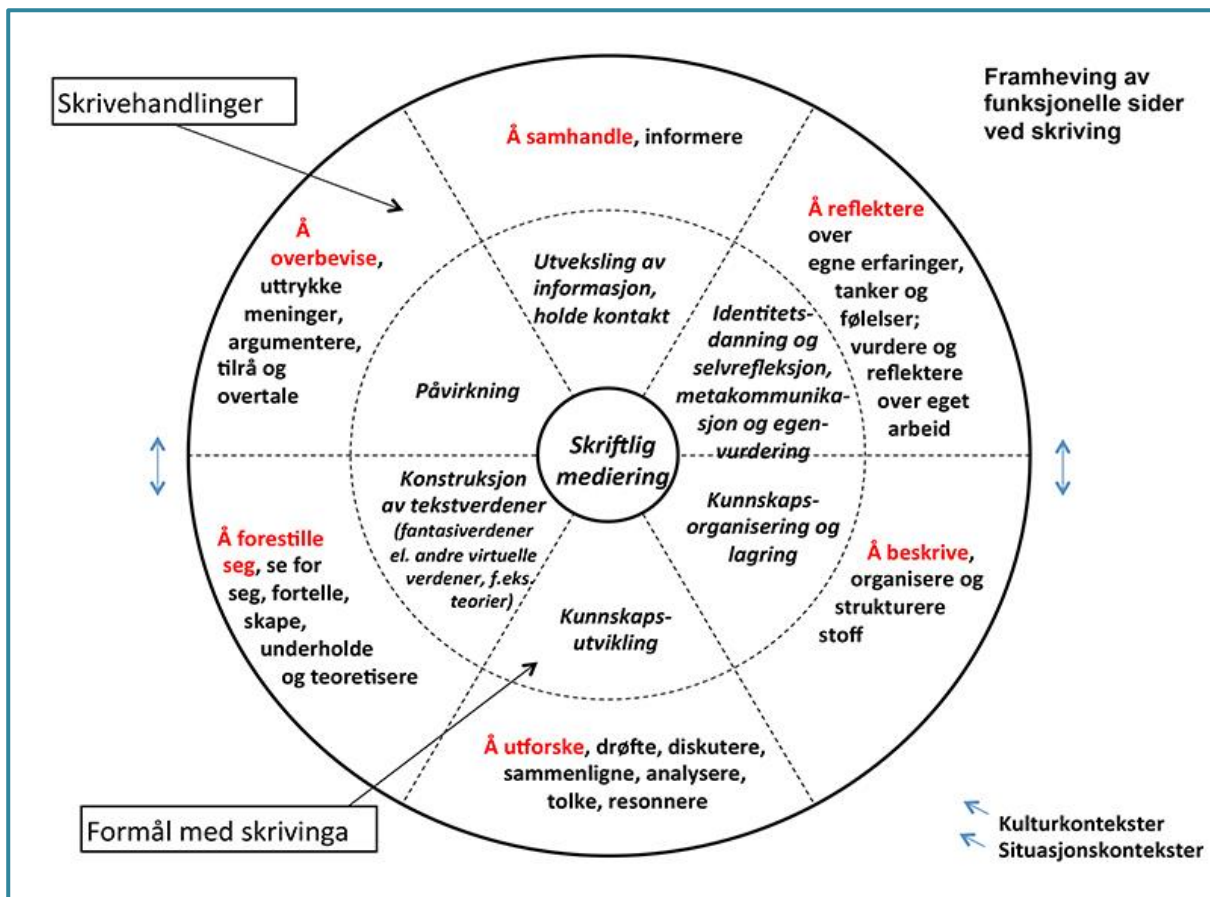 Skrivehandlinger
Framheving av
funksjonelle sider
ved skriving
Å samhandle, informere
Å reflektere
over
egne erfaringer,
tanker og
følelser;
vurdere og
reflektere
over eget
arbeid
Å
overbevise,
uttrykke
meninger,
argumentere,
tilrå og
overtale
Utveksling av
informasjon,
holde kontakt
Identitets-
danning og
selvrefleksjon,
metakommunika-
sjon og egen-
vurdering
Påvirkning
Skriftlig
mediering
Konstruksjon
av tekstverdener
(fantasiverdener
el. andre virtuelle
verdener, f.eks.
teorier)
Kunnskaps-
organisering og
lagring
Å forestille
seg, se for
seg, fortelle,
skape,
underholde
og teoretisere
Å beskrive,
organisere og
strukturere
stoff
Kunnskaps-
utvikling
Å utforske, drøfte, diskutere,
sammenligne, analysere,
tolke, resonnere
Formål med skrivinga
Kulturkontekster
Situasjonskontekster